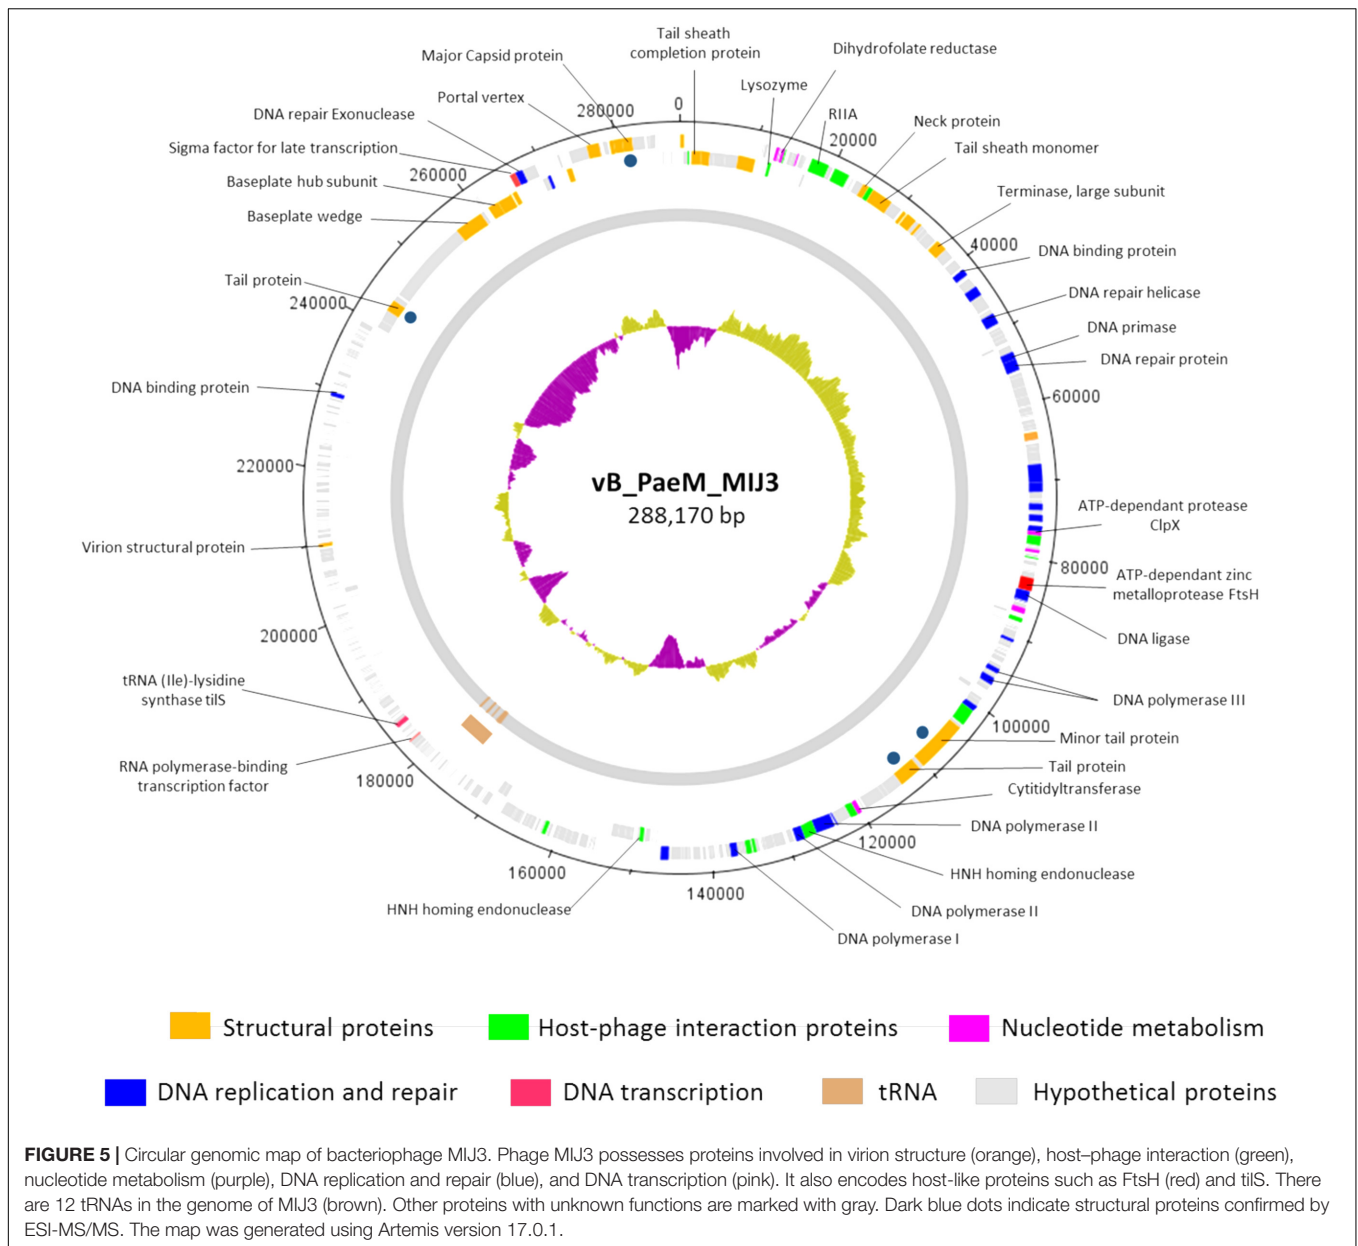 Tail sheath
completion protein
Major Capsid protein
Dihydrofolate reductase
Portal vertex
Lysozyme
DNA repair Exonuclease
RIIA
Neck protein
Sigma factor for late transcription
Tail sheath monomer
Baseplate hub subunit
Terminase, large subunit
Baseplate wedge
DNA binding protein
Tail protein
DNA repair helicase
DNA primase
DNA repair protein
DNA binding protein
ATP-dependant protease
ClpX
Virion structural protein
ATP-dependant zinc
metalloprotease FtsH
DNA ligase
tRNA (Ile)-lysidine
synthase tilS
DNA polymerase III
Minor tail protein
RNA polymerase-binding
transcription factor
Tail protein
Cytitidyltransferase
DNA polymerase II
HNH homing endonuclease
HNH homing endonuclease
DNA polymerase II
DNA polymerase I
0
20000
40000
60000
80000
100000
120000
140000
160000
180000
200000
220000
240000
260000
280000
vB_PaeM_MIJ3
288,170 bp
Structural proteins
Host-phage interaction proteins
Nucleotide metabolism
DNA replication and repair
DNA transcription
tRNA
Hypothetical proteins
FIGURE 5 | Circular genomic map of bacteriophage MIJ3. Phage MIJ3 possesses proteins involved in virion structure (orange), host–phage interaction (green),
nucleotide metabolism (purple), DNA replication and repair (blue), and DNA transcription (pink). It also encodes host-like proteins such as FtsH (red) and tilS. There
are 12 tRNAs in the genome of MIJ3 (brown). Other proteins with unknown functions are marked with gray. Dark blue dots indicate structural proteins confirmed by
ESI-MS/MS. The map was generated using Artemis version 17.0.1.